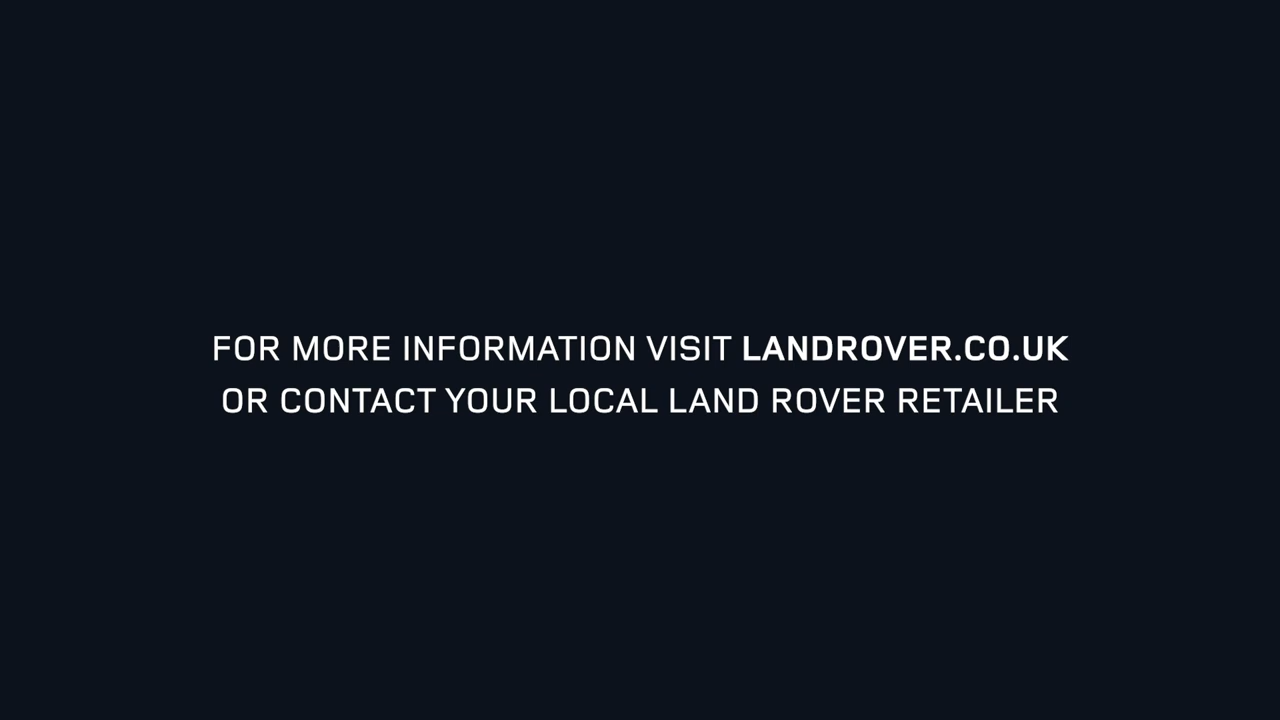 FOR MORE INFORMATION VISIT LANDROVER.CO.UK
OR CONTACT YOUR LOCAL LAND ROVER RETAILER